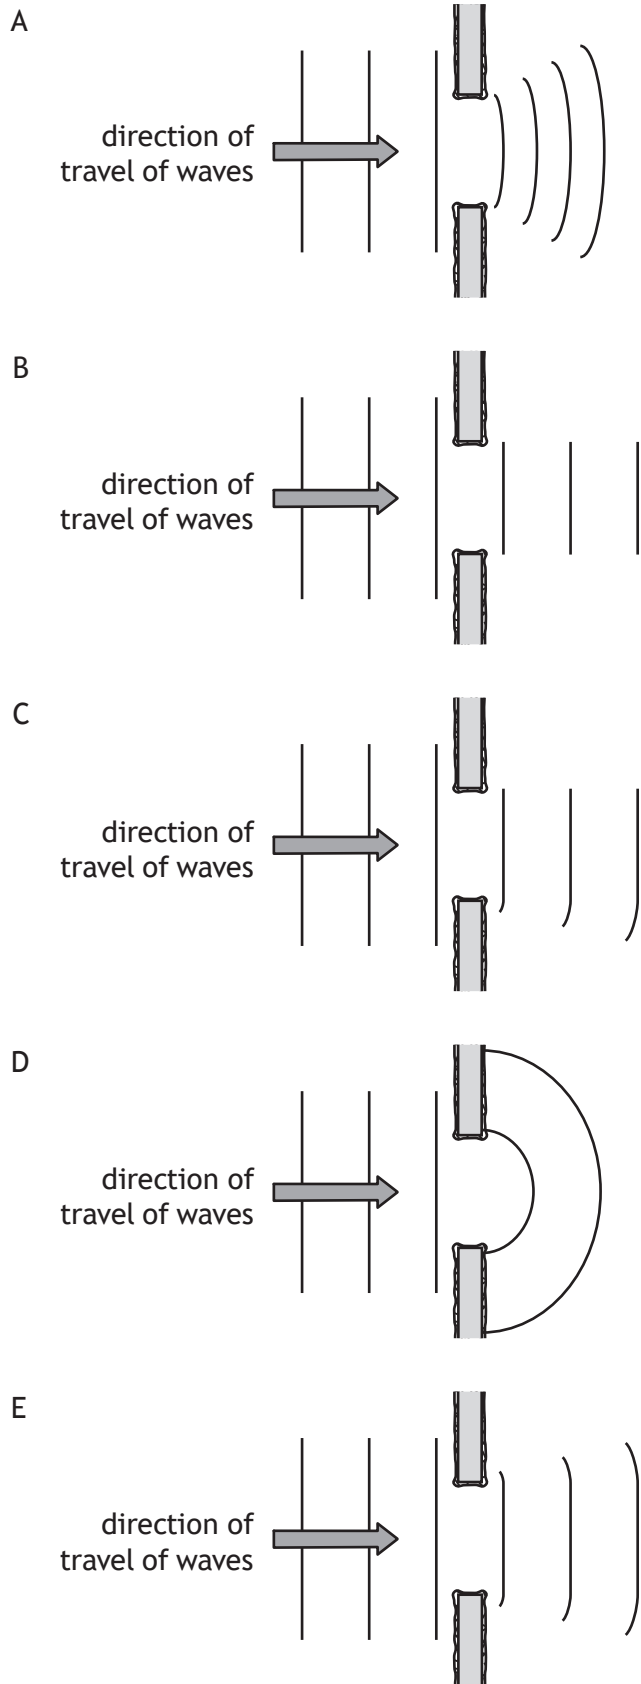 A
direction of
travel of waves
B
direction of
travel of waves
C
direction of
travel of waves
D
direction of
travel of waves
E
direction of
travel of waves